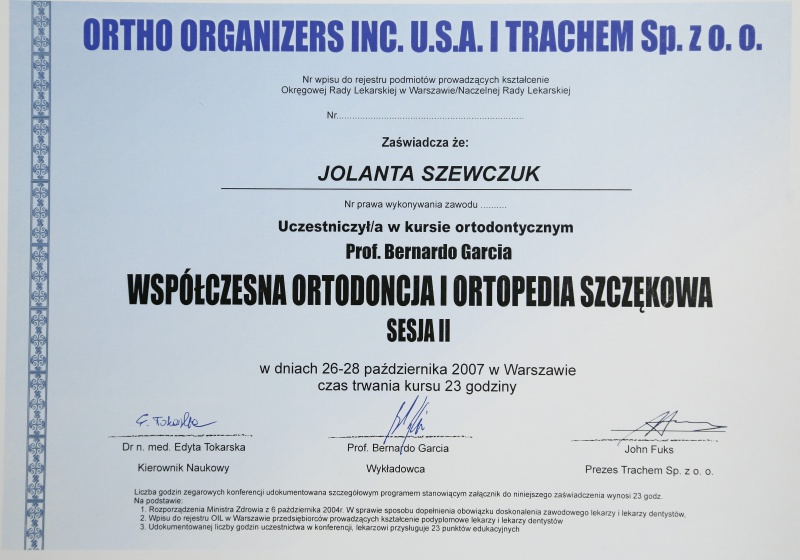 ORTHO ORGANIZERS INC. U.S.A. I TRACHEM Sp. z o. o.
Nr wpisu do rejestru podmiotów prowadzących kształcenie
Okręgowej Rady Lekarskiej w Warszawie/Naczelnej Rady Lekarskiej
Nr...............................................................
Zaświadcza że:
JOLANTA SZEWCZUK
Nr prawa wykonywania zawodu ..........
Uczestniczył/a w kursie ortodontycznym
Prof. Bernardo Garcia
WSPÓŁCZESNA ORTODONCJA I ORTOPEDIA SZCZĘKOWA
SESJA II
w dniach 26-28 października 2007 w Warszawie
czas trwania kursu 23 godziny
E. Tokarska
Dr n. med. Edyta Tokarska
Kierownik Naukowy
Prof. Bernardo Garcia
Wykładowca
John Fuks
Prezes Trachem Sp. z o. o.
Liczba godzin zegarowych konferencji udokumentowana szczegółowym programem stanowiącym załącznik do niniejszego zaświadczenia wynosi 23 godz.
Na podstawie:
1. Rozporządzenia Ministra Zdrowia z 6 października 2004r. W sprawie sposobu dopełnienia obowiązku doskonalenia zawodowego lekarzy i lekarzy dentystów.
2. Wpisu do rejestru OIL w Warszawie przedsiębiorców prowadzących kształcenie podyplomowe lekarzy i lekarzy dentystów
3. Udokumentowanej liczby godzin uczestnictwa w konferencji, lekarzowi przysługuje 23 punktów edukacyjnych